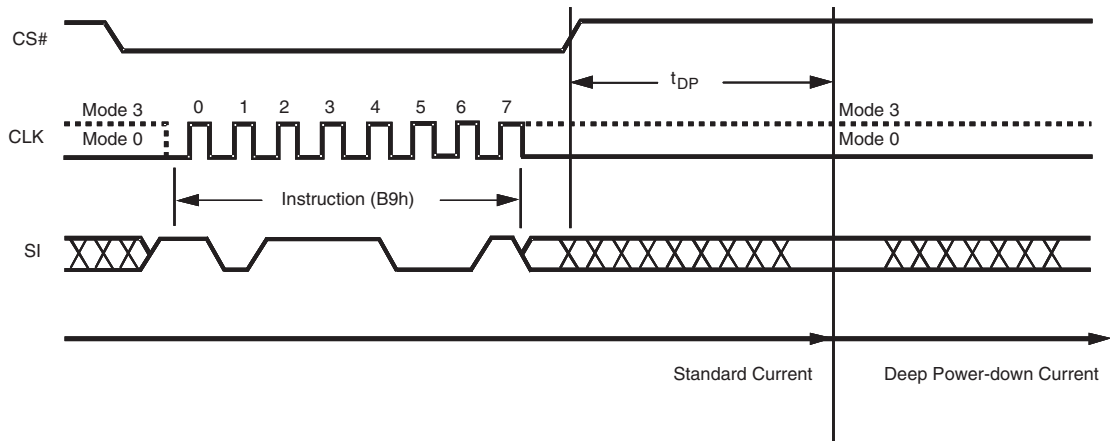 CS#
t_DP
Mode 3 0 1 2 3 4 5 6 7 Mode 3
CLK
Mode 0 Mode 0
Instruction (B9h)
SI
Standard Current Deep Power-down Current